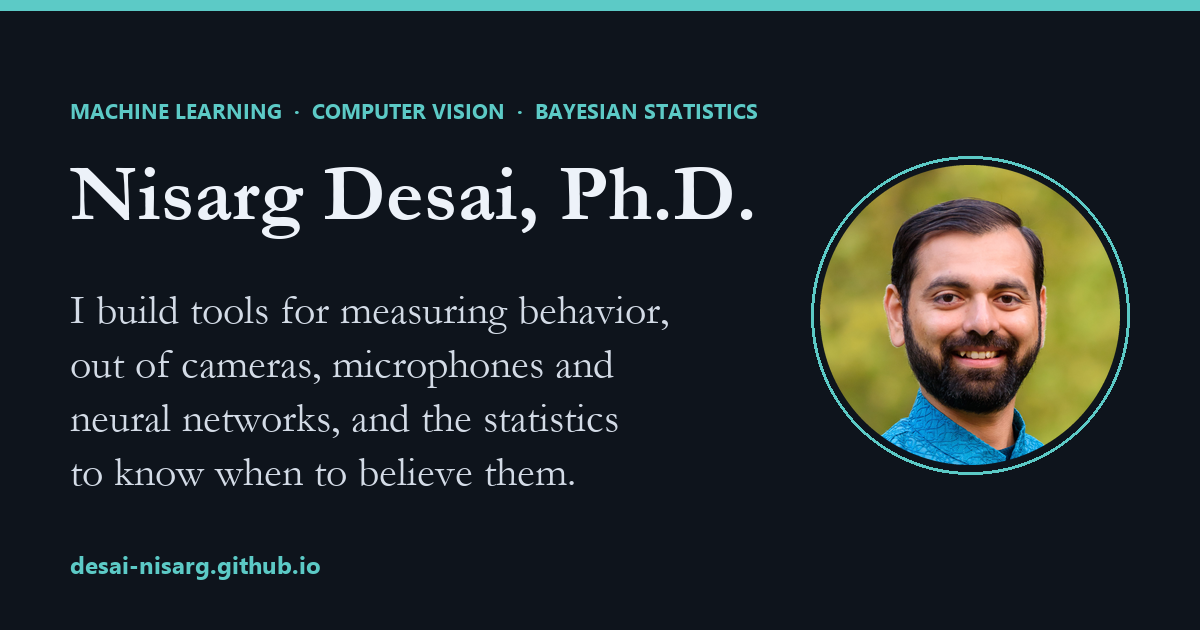 MACHINE LEARNING · COMPUTER VISION · BAYESIAN STATISTICS
Nisarg Desai, Ph.D.
I build tools for measuring behavior,
out of cameras, microphones and
neural networks, and the statistics
to know when to believe them.
desai-nisarg.github.io